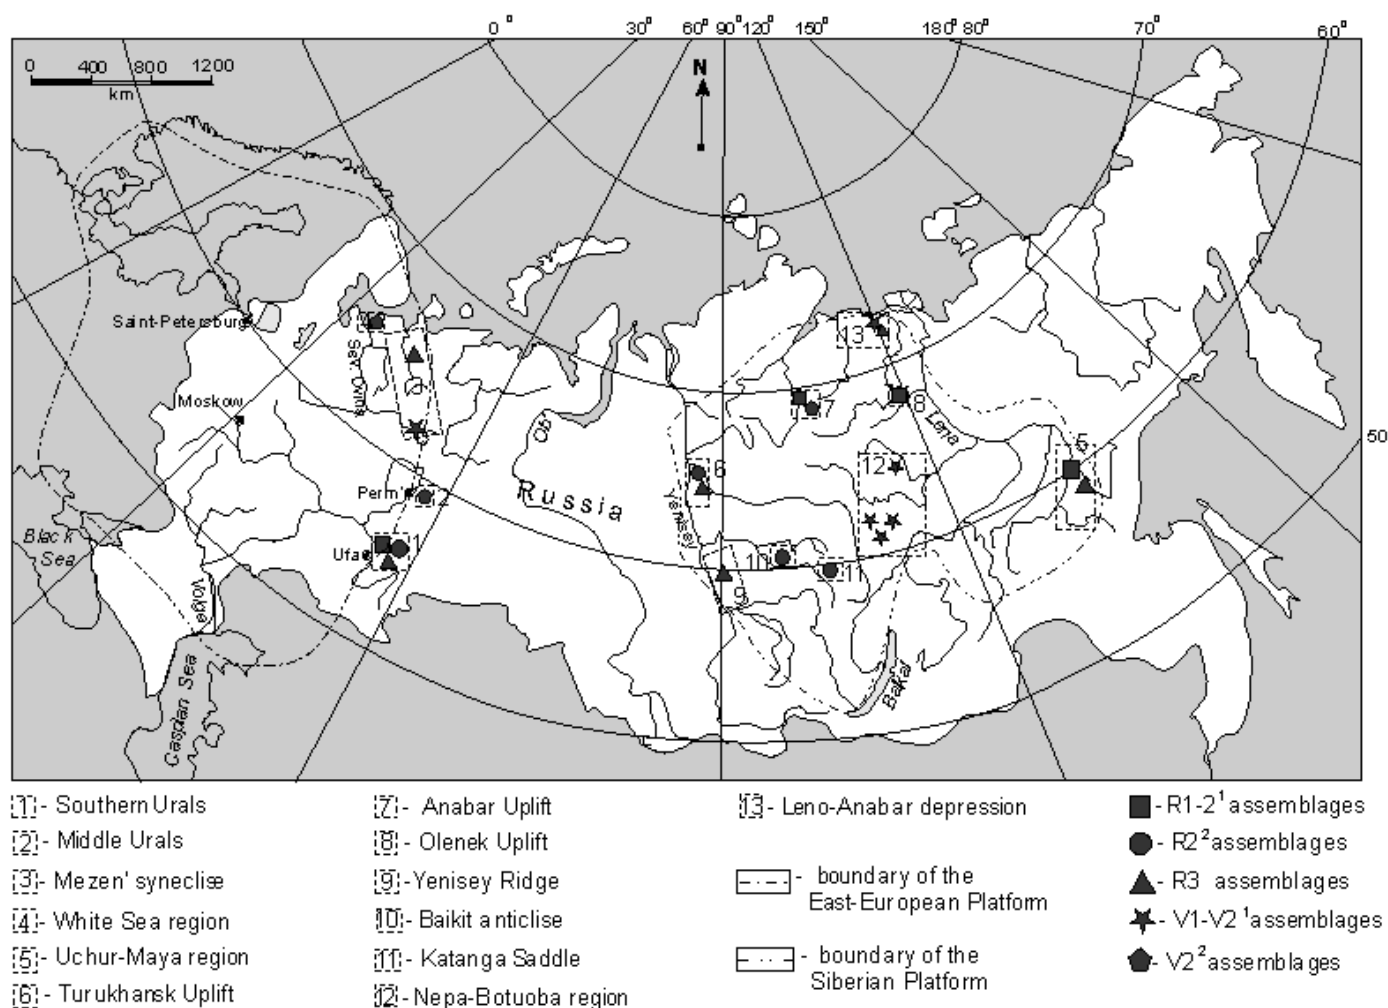 0° 30° 60° 90° 120° 150° 180° 80° 70° 60°
0 400 800 1200
km
N
Saint-Petersburg
Sev. Dvina
Moskow
Perm'
Ufa
Black
Sea
Volga
Caspian Sea
Ob
Russia
Yenisei
Lena
Bakal
50
13
7
8
6
12
5
2
1
10
11
9
1 - Southern Urals
2 - Middle Urals
3 - Mezen' syneclise
4 - White Sea region
5 - Uchur-Maya region
6 - Turukhansk Uplift
7 - Anabar Uplift
8 - Olenek Uplift
9 - Yenisey Ridge
10 - Baikit anticlise
11 - Katanga Saddle
12 - Nepa-Botuoba region
13 - Leno-Anabar depression
- boundary of the
East-European Platform
- boundary of the
Siberian Platform
- R1-2¹ assemblages
- R2² assemblages
- R3 assemblages
- V1-V2¹ assemblages
- V2² assemblages